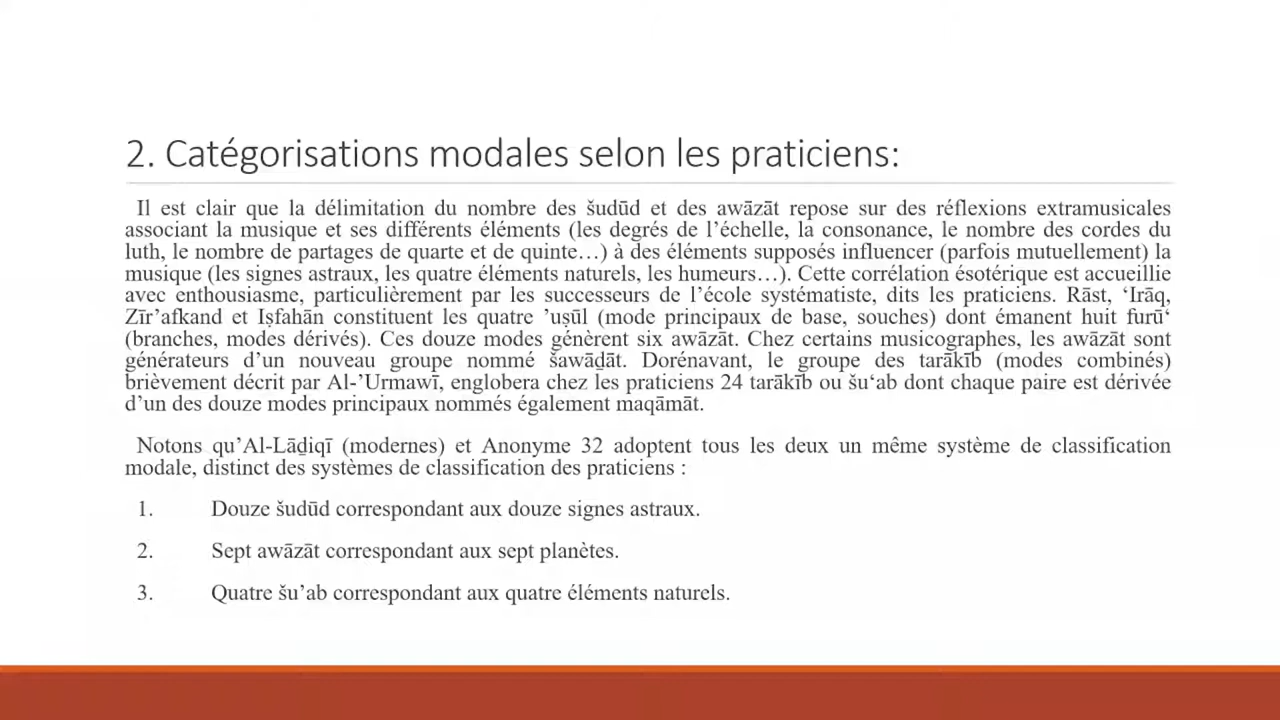 2. Catégorisations modales selon les praticiens:
Il est clair que la délimitation du nombre des šudūd et des awāzāt repose sur des réflexions extramusicales
associant la musique et ses différents éléments (les degrés de l’échelle, la consonance, le nombre des cordes du
luth, le nombre de partages de quarte et de quinte…) à des éléments supposés influencer (parfois mutuellement) la
musique (les signes astraux, les quatre éléments naturels, les humeurs…). Cette corrélation ésotérique est accueillie
avec enthousiasme, particulièrement par les successeurs de l’école systématiste, dits les praticiens. Rāst, ‘Irāq,
Zīr’afkand et Iṣfahān constituent les quatre ’uṣūl (mode principaux de base, souches) dont émanent huit furū‘
(branches, modes dérivés). Ces douze modes génèrent six awāzāt. Chez certains musicographes, les awāzāt sont
générateurs d’un nouveau groupe nommé šawāḏāt. Dorénavant, le groupe des tarākīb (modes combinés)
brièvement décrit par Al-’Urmawī, englobera chez les praticiens 24 tarākīb ou šu‘ab dont chaque paire est dérivée
d’un des douze modes principaux nommés également maqāmāt.
Notons qu’Al-Lāḏiqī (modernes) et Anonyme 32 adoptent tous les deux un même système de classification
modale, distinct des systèmes de classification des praticiens :
1. Douze šudūd correspondant aux douze signes astraux.
2. Sept awāzāt correspondant aux sept planètes.
3. Quatre šu’ab correspondant aux quatre éléments naturels.